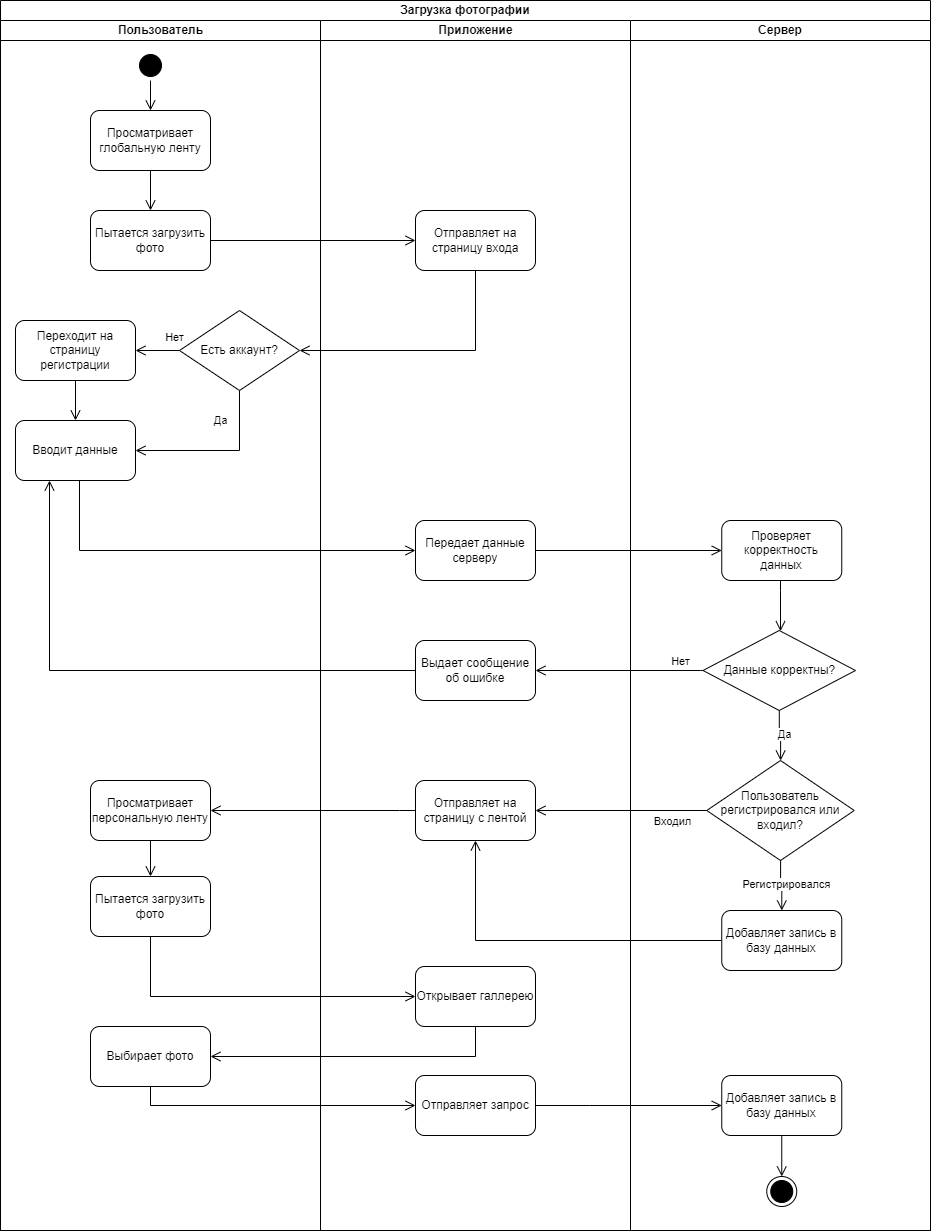 Загрузка фотографии
Пользователь
Приложение
Сервер
Просматривает
глобальную ленту
Пытается загрузить
фото
Отправляет на
страницу входа
Переходит на
страницу
регистрации
Нет
Есть аккаунт?
Да
Вводит данные
Передает данные
серверу
Проверяет
корректность
данных
Выдает сообщение
об ошибке
Нет
Данные корректны?
Да
Просматривает
персональную ленту
Отправляет на
страницу с лентой
Входил
Пользователь
регистрировался или
входил?
Регистрировался
Пытается загрузить
фото
Добавляет запись в
базу данных
Открывает галлерею
Выбирает фото
Отправляет запрос
Добавляет запись в
базу данных